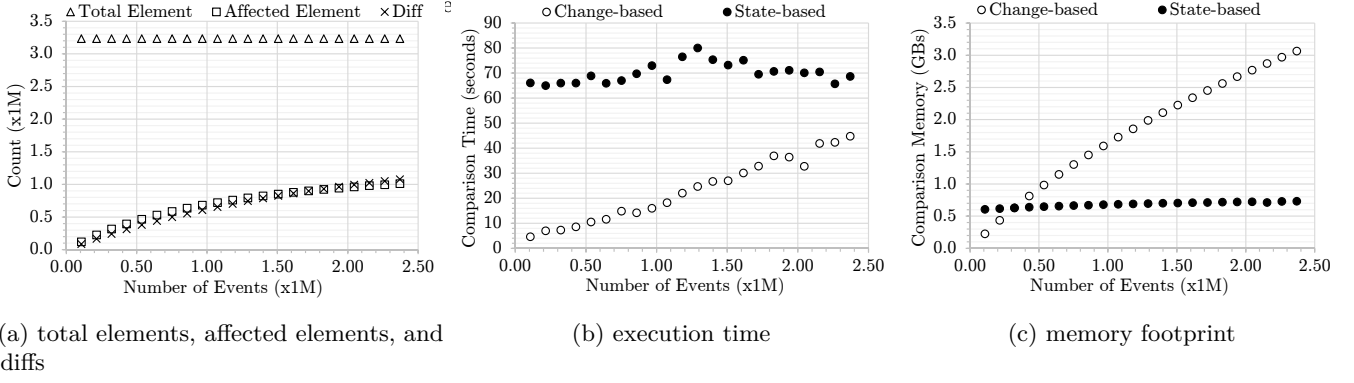 Total Element Affected Element Diff
Count (x1M)
3.5
3.0
2.5
2.0
1.5
1.0
0.5
0.0
0.00 0.50 1.00 1.50 2.00 2.50
Number of Events (x1M)
(a) total elements, affected elements, and
diffs
Change-based State-based
Comparison Time (seconds)
90
80
70
60
50
40
30
20
10
0
0.00 0.50 1.00 1.50 2.00 2.50
Number of Events (x1M)
(b) execution time
Change-based State-based
Comparison Memory (GBs)
3.5
3.0
2.5
2.0
1.5
1.0
0.5
0.0
0.00 0.50 1.00 1.50 2.00 2.50
Number of Events (x1M)
(c) memory footprint